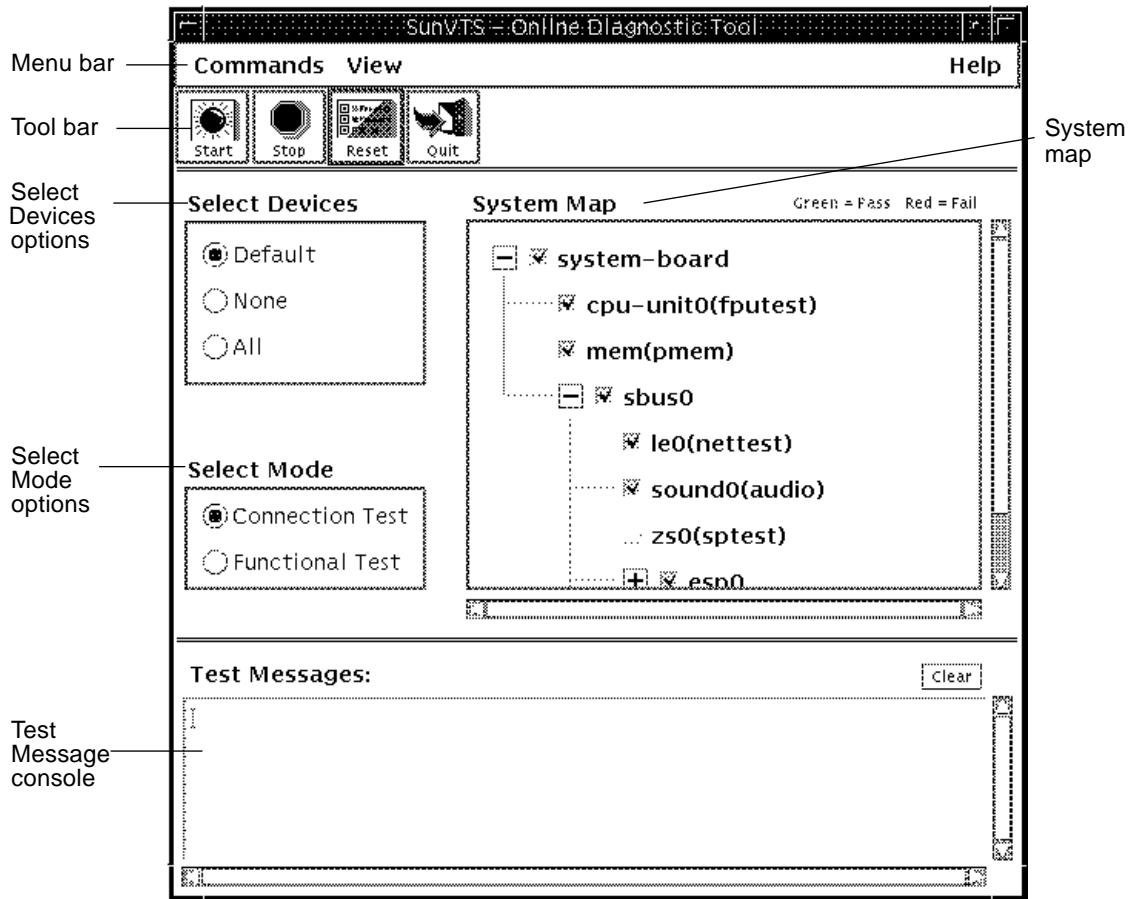 SunVTS – Online Diagnostic Tool
Menu bar
Commands View Help
Tool bar
Start Stop Reset Quit
System
map
Select
Devices
options
Select Devices
System Map
Green = Pass Red = Fail
Default
None
All
system–board
cpu–unit0(fputest)
mem(pmem)
sbus0
le0(nettest)
sound0(audio)
zs0(sptest)
esp0
Select
Mode
options
Select Mode
Connection Test
Functional Test
Test Messages:
Clear
Test
Message
console